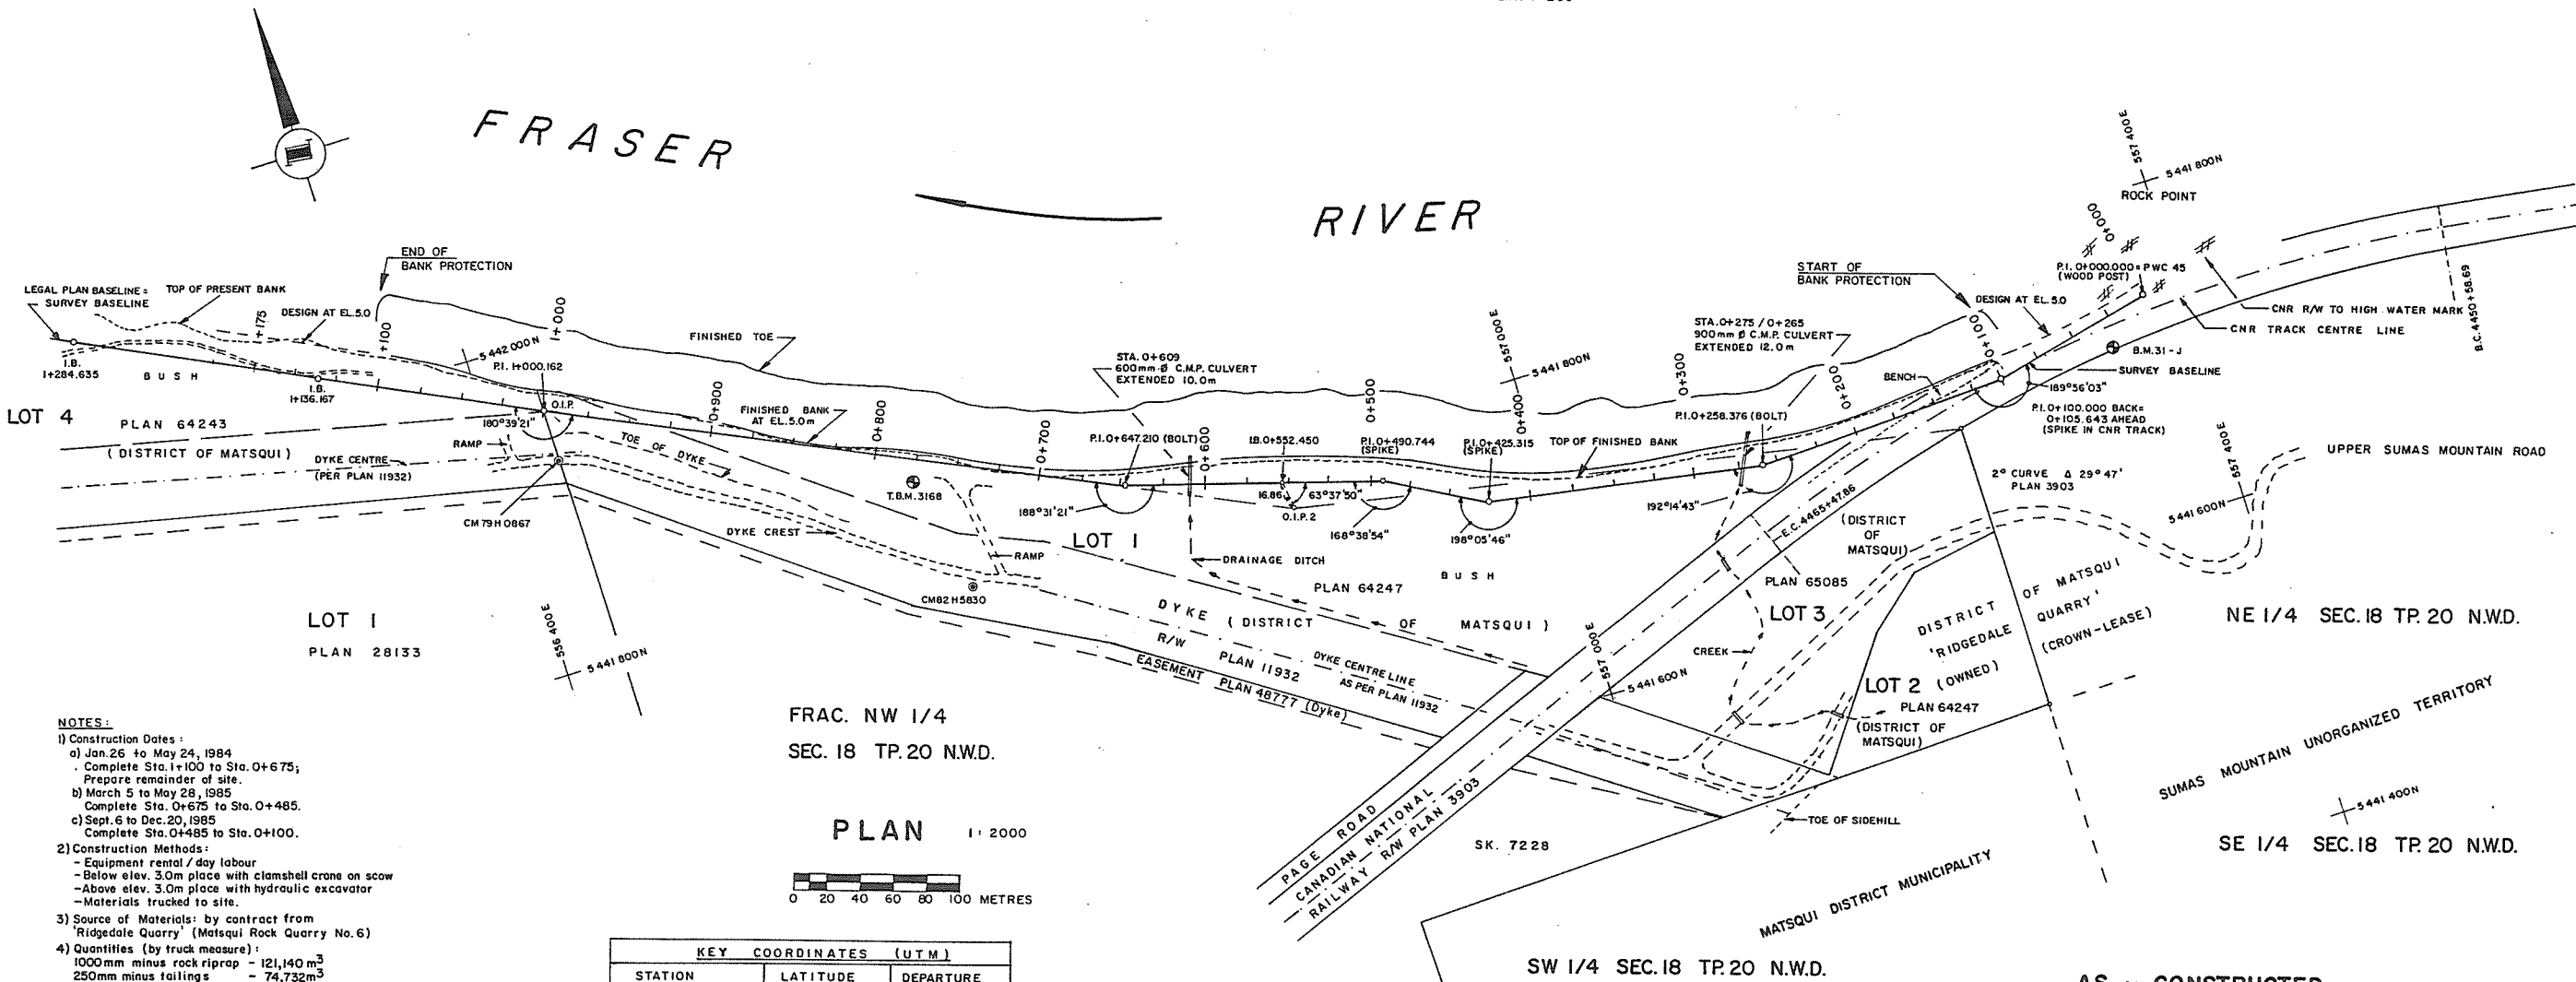 FRASER
RIVER
557 400E
5 441 800N
ROCK POINT
0+000
P.I. 0+000.000 = PWC 45
(WOOD POST)
B.C. 4450+58.69
CNR R/W TO HIGH WATER MARK
CNR TRACK CENTRE LINE
START OF
BANK PROTECTION
DESIGN AT EL. 5.0
0+100
B.M. 31-J
SURVEY BASELINE
189°56'03"
P.I. 0+100.000 BACK=
0+105.643 AHEAD
(SPIKE IN CNR TRACK)
END OF
BANK PROTECTION
LEGAL PLAN BASELINE =
SURVEY BASELINE
TOP OF PRESENT BANK
+175
DESIGN AT EL. 5.0
+100
1+000
5 442 000N
P.I. 1+000.162
FINISHED TOE
I.B.
1+284.635
BUSH
I.B.
1+136.167
O.I.P.
180°39'21"
LOT 4
PLAN 64243
(DISTRICT OF MATSQUI)
RAMP
DYKE CENTRE
(PER PLAN 11932)
TOE OF DYKE
CM 79H 0867
0+900
FINISHED BANK
AT EL. 5.0m
0+800
T.B.M. 3168
0+700
DYKE CREST
RAMP
CM82H5830
STA. 0+609
600mm Ø C.M.P. CULVERT
EXTENDED 10.0m
P.I. 0+647.210 (BOLT)
0+600
188°31'21"
I.B. 0+552.450
16.86
63°37'50"
O.I.P. 2
0+500
P.I. 0+490.744
(SPIKE)
168°38'54"
557 000E
5 441 800N
0+400
P.I. 0+425.315
(SPIKE)
198°05'46"
TOP OF FINISHED BANK
STA. 0+275 / 0+265
900mm Ø C.M.P. CULVERT
EXTENDED 12.0m
0+300
P.I. 0+258.376 (BOLT)
0+200
BENCH
192°14'43"
LOT 1
DRAINAGE DITCH
PLAN 64247
BUSH
DYKE (DISTRICT OF MATSQUI)
R/W PLAN 11932
DYKE CENTRE LINE
AS PER PLAN 11932
EASEMENT PLAN 48777 (Dyke)
E.C. 4465+47.86
(DISTRICT
OF
MATSQUI)
PLAN 65085
LOT 3
CREEK
557 000E
5 441 600N
2° CURVE Δ 29°47'
PLAN 3903
557 400E
5 441 600N
UPPER SUMAS MOUNTAIN ROAD
DISTRICT OF MATSQUI
'RIDGEDALE QUARRY'
(OWNED)
(CROWN-LEASE)
LOT 2
PLAN 64247
(DISTRICT OF
MATSQUI)
TOE OF SIDEHILL
NE 1/4 SEC. 18 TP. 20 N.W.D.
SUMAS MOUNTAIN UNORGANIZED TERRITORY
5 441 400N
SE 1/4 SEC. 18 TP. 20 N.W.D.
MATSQUI DISTRICT MUNICIPALITY
SW 1/4 SEC. 18 TP. 20 N.W.D.
SK. 7228
PAGE ROAD
CANADIAN NATIONAL
RAILWAY R/W PLAN 3903
LOT 1
PLAN 28133
556 400E
5 441 800N
FRAC. NW 1/4
SEC. 18 TP. 20 N.W.D.
PLAN 1:2000
0 20 40 60 80 100 METRES
NOTES:
1) Construction Dates:
a) Jan. 26 to May 24, 1984
Complete Sta. 1+100 to Sta. 0+675;
Prepare remainder of site.
b) March 5 to May 28, 1985
Complete Sta. 0+675 to Sta. 0+485.
c) Sept. 6 to Dec. 20, 1985
Complete Sta. 0+485 to Sta. 0+100.
2) Construction Methods:
- Equipment rental / day labour
- Below elev. 3.0m place with clamshell crane on scow
- Above elev. 3.0m place with hydraulic excavator
- Materials trucked to site.
3) Source of Materials: by contract from
'Ridgedale Quarry' (Matsqui Rock Quarry No. 6)
4) Quantities (by truck measure):
1000mm minus rock riprap - 121,140 m³
250mm minus tailings - 74,732m³
KEY COORDINATES (UTM)
STATION LATITUDE DEPARTURE